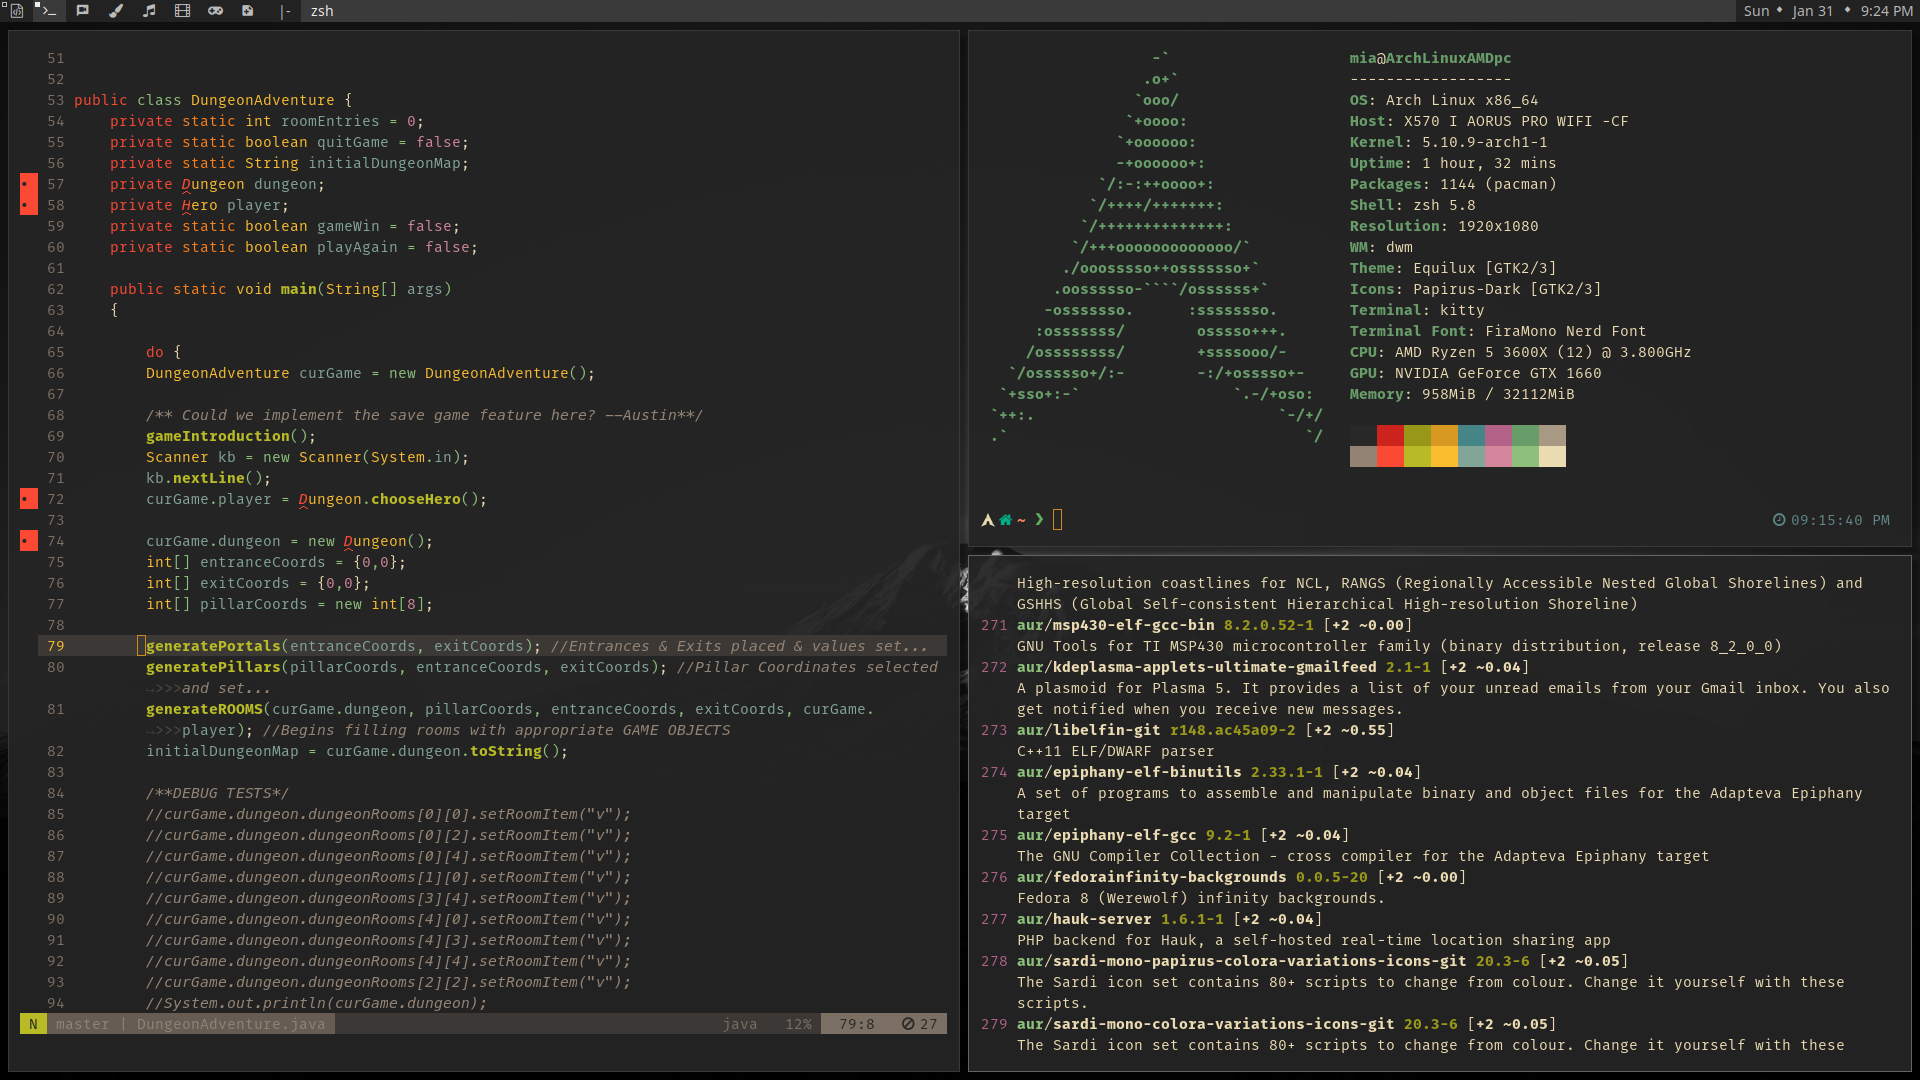 |- zsh
Sun ♦ Jan 31 ♦ 9:24 PM
51
52
53 public class DungeonAdventure {
54     private static int roomEntries = 0;
55     private static boolean quitGame = false;
56     private static String initialDungeonMap;
57     private Dungeon dungeon;
58     private Hero player;
59     private static boolean gameWin = false;
60     private static boolean playAgain = false;
61
62     public static void main(String[] args)
63     {
64
65         do {
66         DungeonAdventure curGame = new DungeonAdventure();
67
68         /** Could we implement the save game feature here? --Austin**/
69         gameIntroduction();
70         Scanner kb = new Scanner(System.in);
71         kb.nextLine();
72         curGame.player = Dungeon.chooseHero();
73
74         curGame.dungeon = new Dungeon();
75         int[] entranceCoords = {0,0};
76         int[] exitCoords = {0,0};
77         int[] pillarCoords = new int[8];
78
79         generatePortals(entranceCoords, exitCoords); //Entrances & Exits placed & values set...
80         generatePillars(pillarCoords, entranceCoords, exitCoords); //Pillar Coordinates selected
>>>and set...
81         generateROOMS(curGame.dungeon, pillarCoords, entranceCoords, exitCoords, curGame.
>>>player); //Begins filling rooms with appropriate GAME OBJECTS
82         initialDungeonMap = curGame.dungeon.toString();
83
84         /**DEBUG TESTS*/
85         //curGame.dungeon.dungeonRooms[0][0].setRoomItem("v");
86         //curGame.dungeon.dungeonRooms[0][2].setRoomItem("v");
87         //curGame.dungeon.dungeonRooms[0][4].setRoomItem("v");
88         //curGame.dungeon.dungeonRooms[1][0].setRoomItem("v");
89         //curGame.dungeon.dungeonRooms[3][4].setRoomItem("v");
90         //curGame.dungeon.dungeonRooms[4][0].setRoomItem("v");
91         //curGame.dungeon.dungeonRooms[4][3].setRoomItem("v");
92         //curGame.dungeon.dungeonRooms[4][4].setRoomItem("v");
93         //curGame.dungeon.dungeonRooms[2][2].setRoomItem("v");
94         //System.out.println(curGame.dungeon);
N master | DungeonAdventure.java java 12% 79:8 27
                  -`
                 .o+`
                `ooo/
               `+oooo:
              `+oooooo:
              -+oooooo+:
            `/:-:++oooo+:
           `/++++/+++++++:
          `/++++++++++++++:
         `/+++ooooooooooooo/`
        ./ooosssso++osssssso+`
       .oossssso-````/ossssss+`
      -osssssso.      :ssssssso.
     :osssssss/        osssso+++.
    /ossssssss/        +ssssooo/-
  `/ossssso+/:-        -:/+osssso+-
 `+sso+:-`                 `.-/+oso:
`++:.                           `-/+/
.`                                 `/
mia@ArchLinuxAMDpc
------------------
OS: Arch Linux x86_64
Host: X570 I AORUS PRO WIFI -CF
Kernel: 5.10.9-arch1-1
Uptime: 1 hour, 32 mins
Packages: 1144 (pacman)
Shell: zsh 5.8
Resolution: 1920x1080
WM: dwm
Theme: Equilux [GTK2/3]
Icons: Papirus-Dark [GTK2/3]
Terminal: kitty
Terminal Font: FiraMono Nerd Font
CPU: AMD Ryzen 5 3600X (12) @ 3.800GHz
GPU: NVIDIA GeForce GTX 1660
Memory: 958MiB / 32112MiB
~ ❯ 09:15:40 PM
High-resolution coastlines for NCL, RANGS (Regionally Accessible Nested Global Shorelines) and
GSHHS (Global Self-consistent Hierarchical High-resolution Shoreline)
271 aur/msp430-elf-gcc-bin 8.2.0.52-1 [+2 ~0.00]
GNU Tools for TI MSP430 microcontroller family (binary distribution, release 8_2_0_0)
272 aur/kdeplasma-applets-ultimate-gmailfeed 2.1-1 [+2 ~0.04]
A plasmoid for Plasma 5. It provides a list of your unread emails from your Gmail inbox. You also
get notified when you receive new messages.
273 aur/libelfin-git r148.ac45a09-2 [+2 ~0.55]
C++11 ELF/DWARF parser
274 aur/epiphany-elf-binutils 2.33.1-1 [+2 ~0.04]
A set of programs to assemble and manipulate binary and object files for the Adapteva Epiphany
target
275 aur/epiphany-elf-gcc 9.2-1 [+2 ~0.04]
The GNU Compiler Collection - cross compiler for the Adapteva Epiphany target
276 aur/fedorainfinity-backgrounds 0.0.5-20 [+2 ~0.00]
Fedora 8 (Werewolf) infinity backgrounds.
277 aur/hauk-server 1.6.1-1 [+2 ~0.04]
PHP backend for Hauk, a self-hosted real-time location sharing app
278 aur/sardi-mono-papirus-colora-variations-icons-git 20.3-6 [+2 ~0.05]
The Sardi icon set contains 80+ scripts to change from colour. Change it yourself with these
scripts.
279 aur/sardi-mono-colora-variations-icons-git 20.3-6 [+2 ~0.05]
The Sardi icon set contains 80+ scripts to change from colour. Change it yourself with these